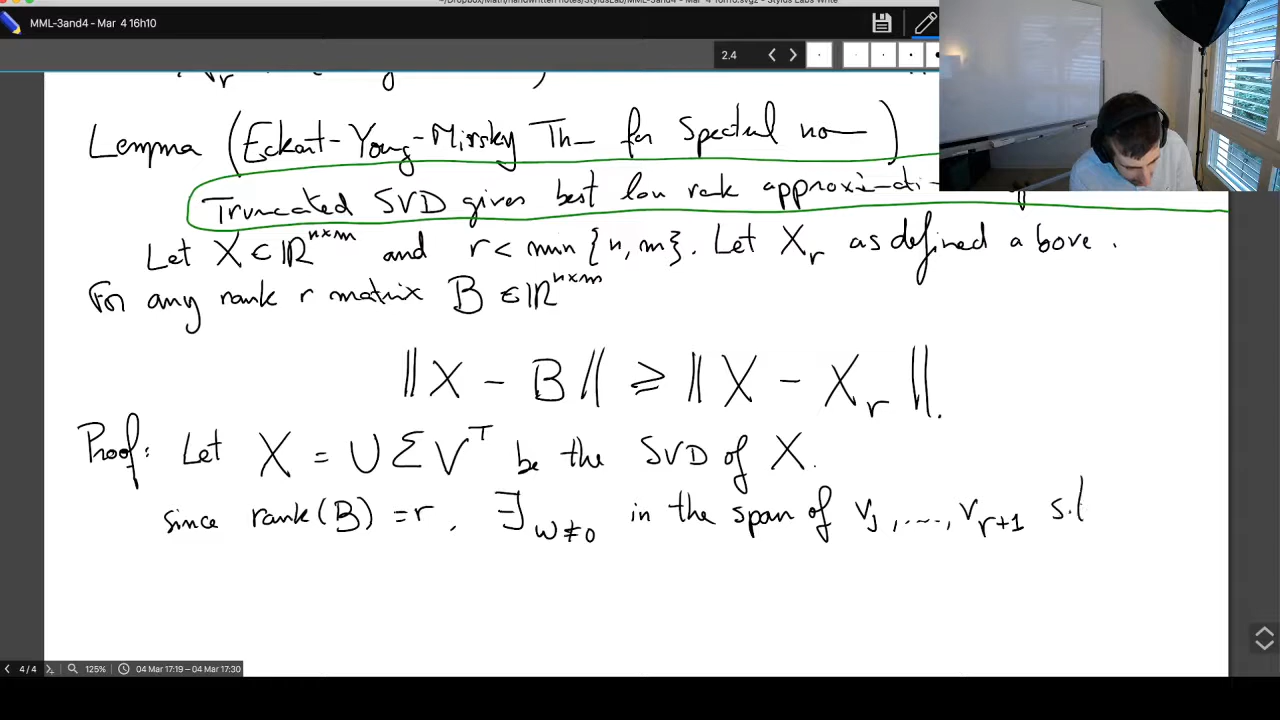 MML-3and4 - Mar 4 16h10
2.4
Lemma (Eckart-Young-Mirsky Th_ for Spectral no_)
Truncated SVD gives best low rank approxi
Let X ∈ ℝ^{n×m} and r < min {n, m}. Let X_r as defined above.
For any rank r matrix B ∈ ℝ^{n×m}
‖X - B‖ ≥ ‖X - X_r‖.
Proof: Let X = U Σ V^T be the SVD of X.
since rank(B) = r, ∃_{w≠0} in the span of v_1, ...., v_{r+1} s.t
4/4 125% 04 Mar 17:19 – 04 Mar 17:30